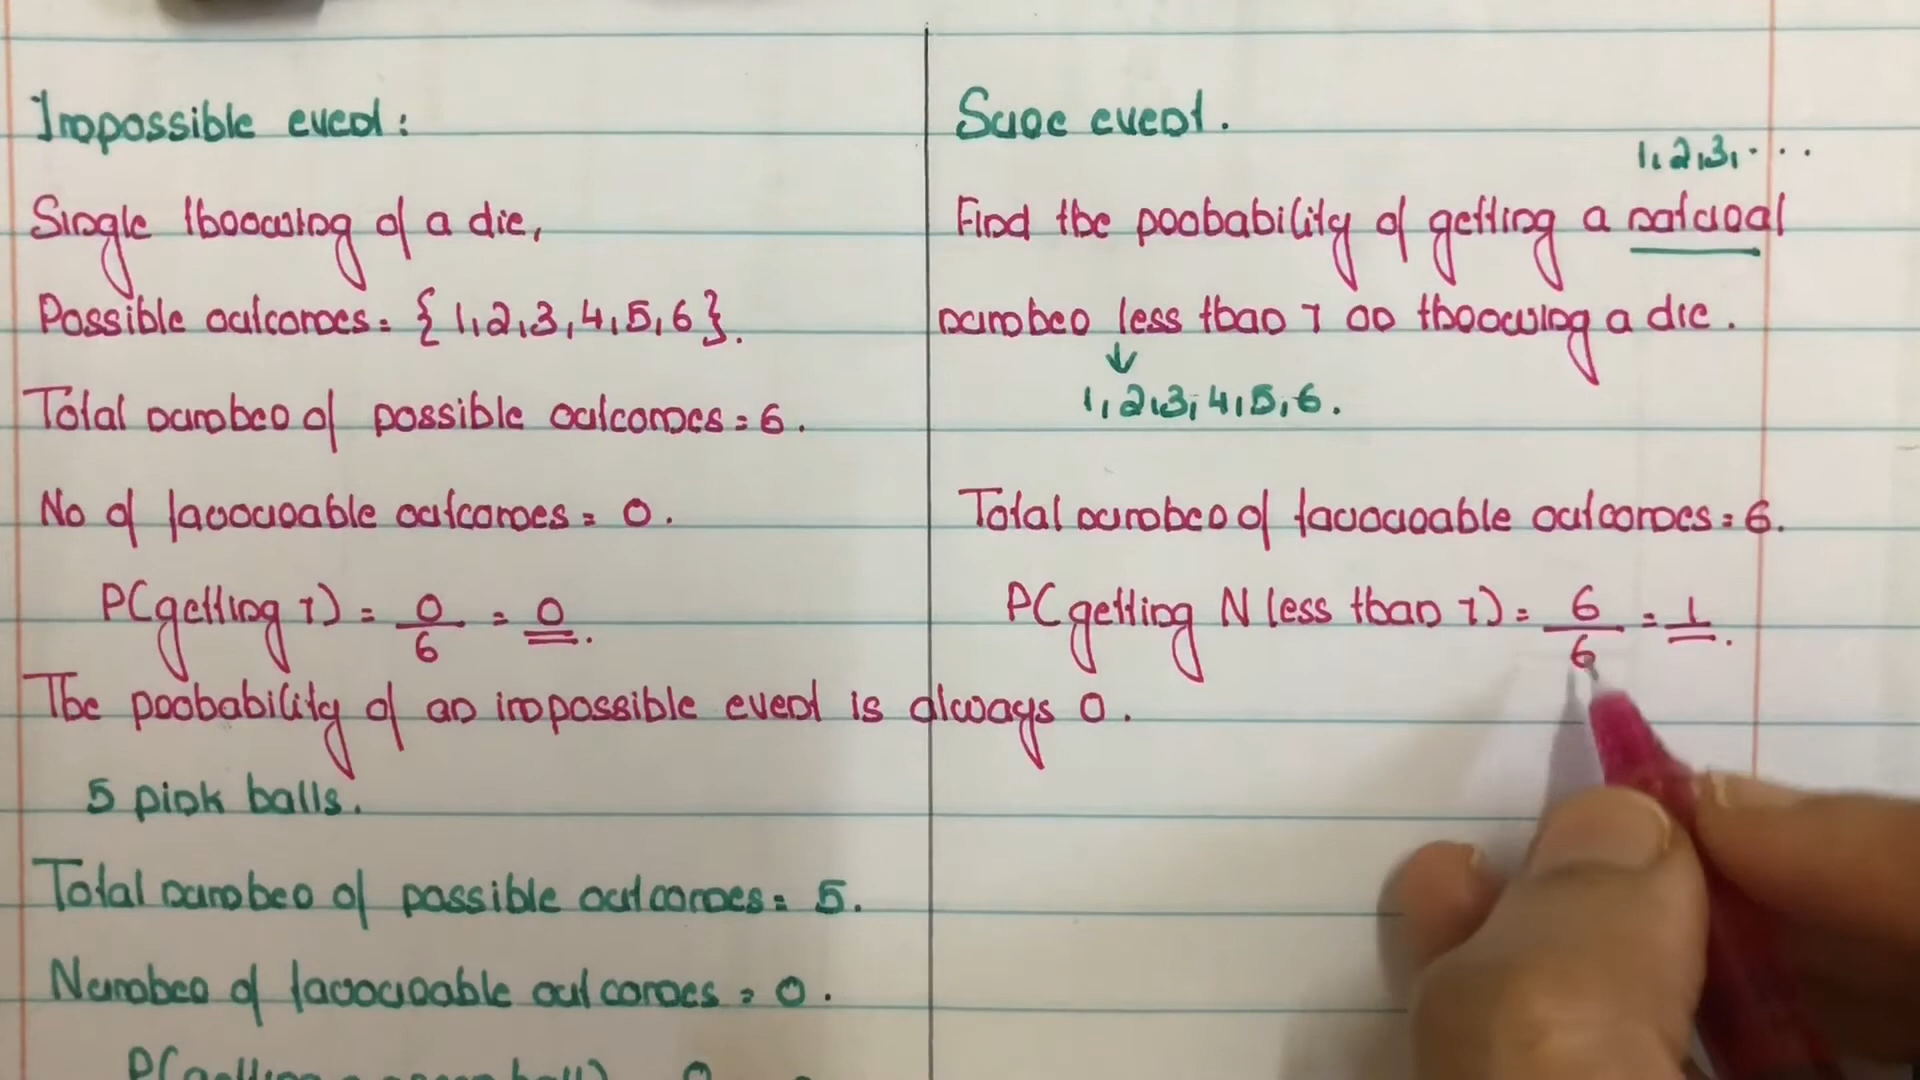 Impossible event:
Single throwing of a die,
Possible outcomes = {1,2,3,4,5,6}.
Total number of possible outcomes = 6.
No of favourable outcomes = 0.
P(getting 7) = 0/6 = 0.
The probability of an impossible event is always 0.
5 pink balls.
Total number of possible outcomes = 5.
Number of favourable outcomes = 0.
Sure event.
1,2,3,...
Find the probability of getting a natural
number less than 7 on throwing a die.
↓
1,2,3,4,5,6.
Total number of favourable outcomes = 6.
P(getting N less than 7) = 6/6 = 1.